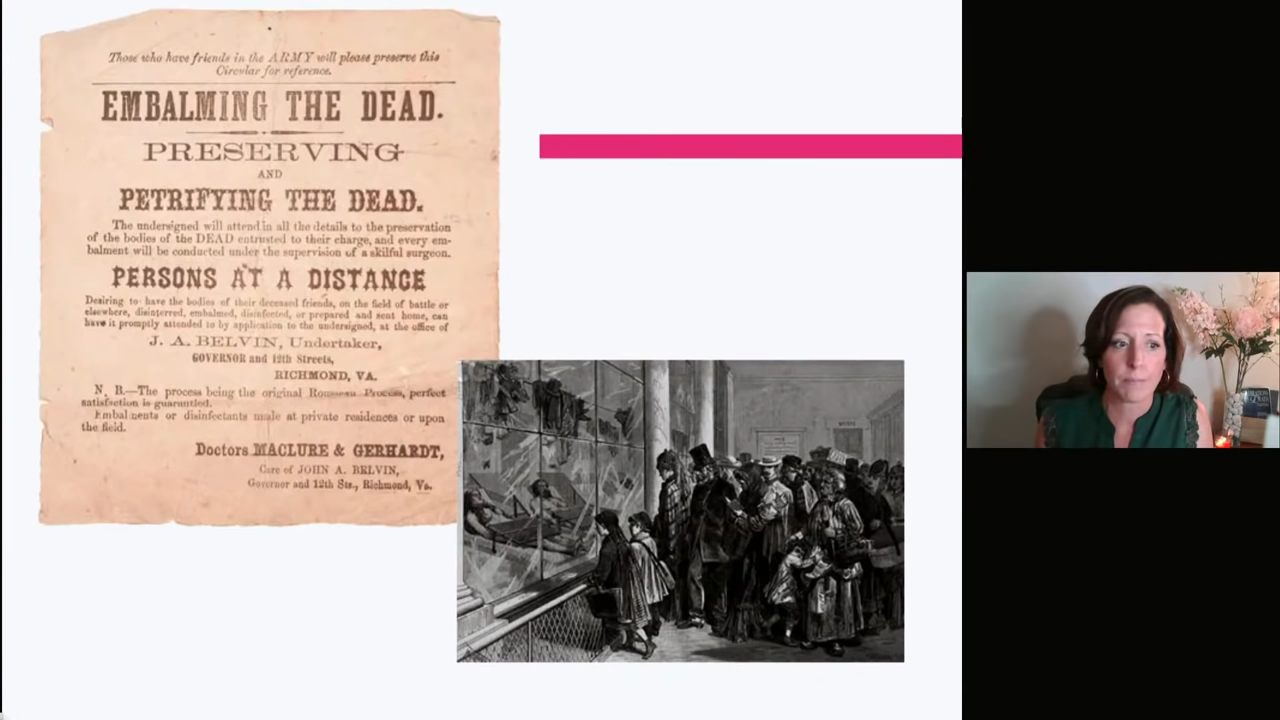 Those who have friends in the ARMY will please preserve this
Circular for reference.
EMBALMING THE DEAD.
PRESERVING
AND
PETRIFYING THE DEAD.
The undersigned will attend in all the details to the preservation
of the bodies of the DEAD entrusted to their charge, and every em-
balment will be conducted under the supervision of a skilful surgeon.
PERSONS AT A DISTANCE
Desiring to have the bodies of their deceased friends, on the field of battle or
elsewhere, disinterred, embalmed, disinfected, or prepared and sent home, can
have it promptly attended to by application to the undersigned, at the office of
J. A. BELVIN, Undertaker,
GOVERNOR and 12th Streets,
RICHMOND, VA.
N. B.—The process being the original Process, perfect
satisfaction is guarantied.
Embalments or disinfectants made at private residences or upon
the field.
Doctors MACLURE & GERHARDT,
Care of JOHN A. BELVIN,
Governor and 12th Sts., Richmond, Va.